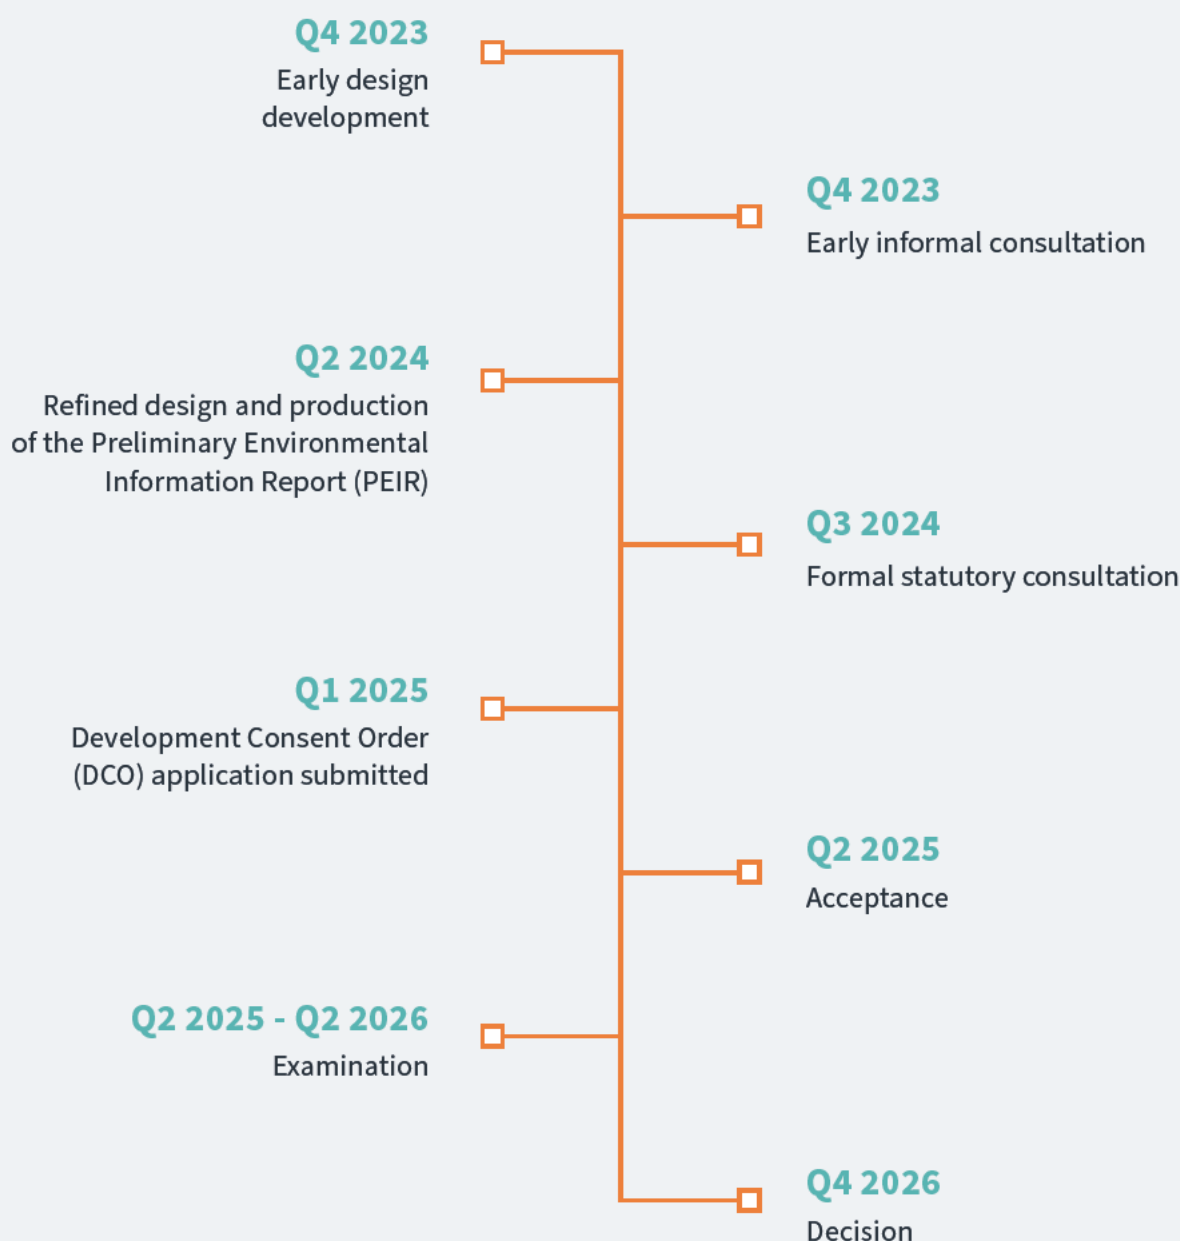 Q4 2023
Early design
development
Q4 2023
Early informal consultation
Q2 2024
Refined design and production
of the Preliminary Environmental
Information Report (PEIR)
Q3 2024
Formal statutory consultation
Q1 2025
Development Consent Order
(DCO) application submitted
Q2 2025
Acceptance
Q2 2025 - Q2 2026
Examination
Q4 2026
Decision